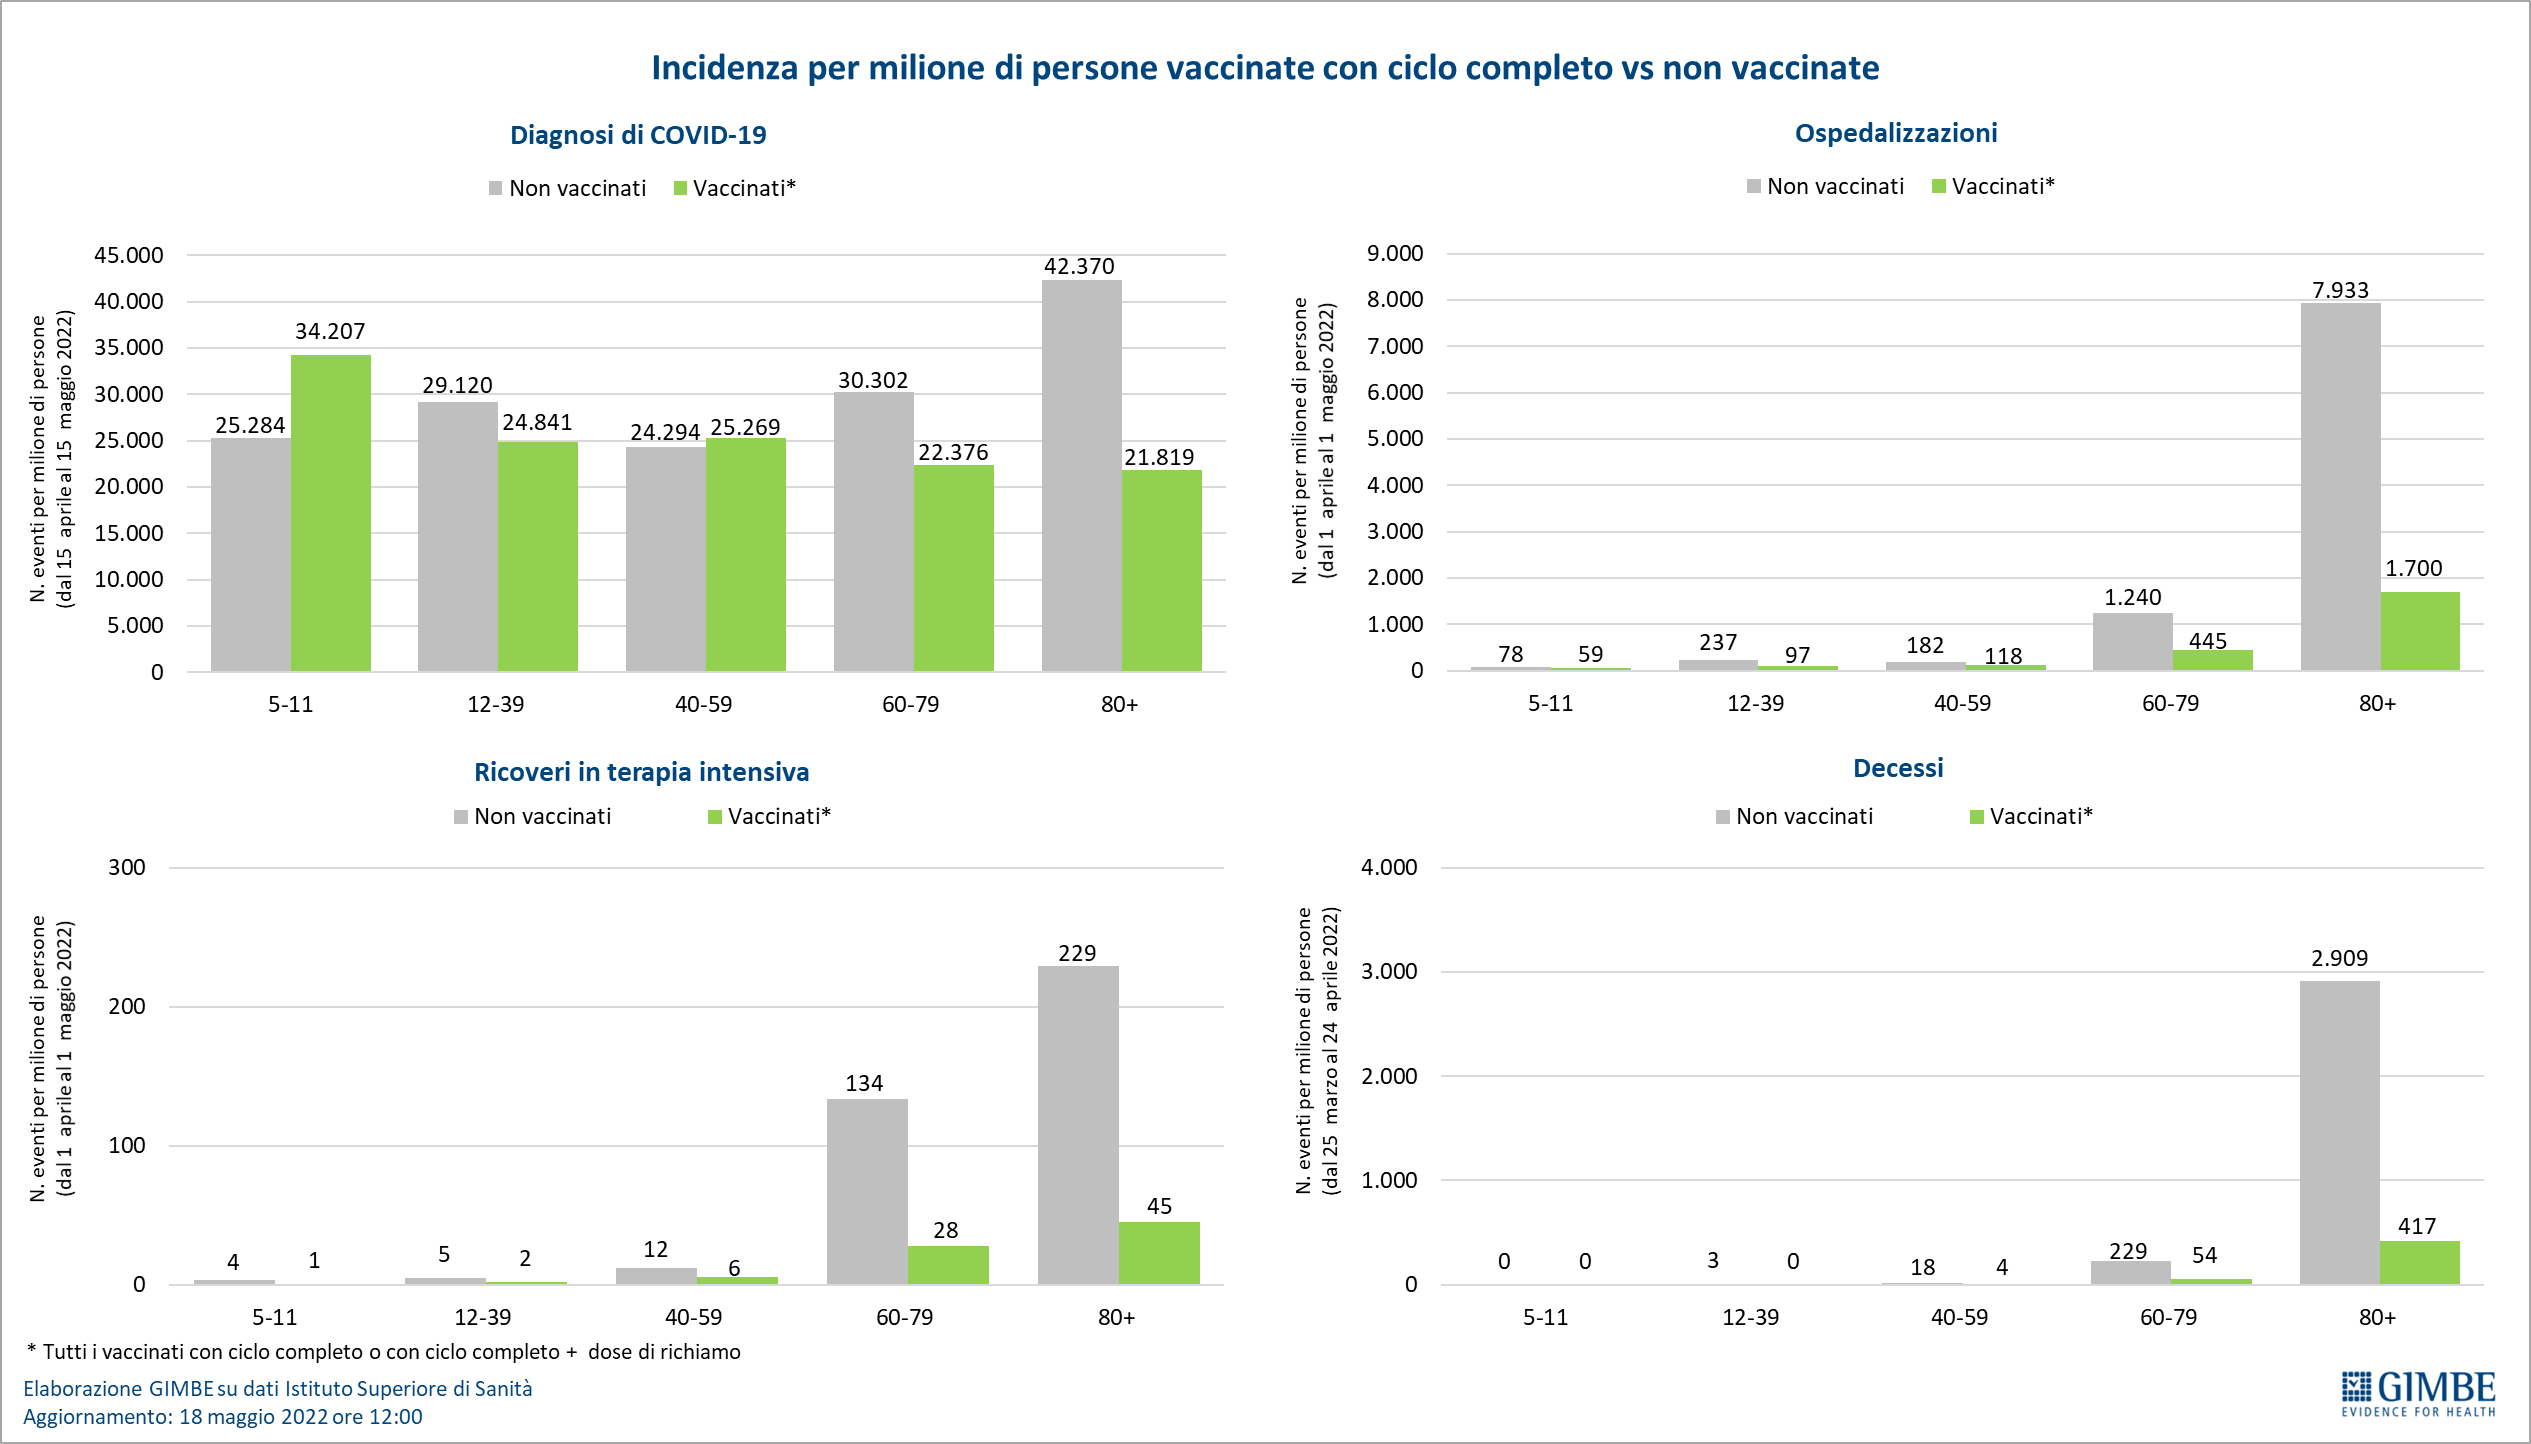 Incidenza per milione di persone vaccinate con ciclo completo vs non vaccinate
Diagnosi di COVID-19
Non vaccinati Vaccinati*
N. eventi per milione di persone
(dal 15 aprile al 15 maggio 2022)
45.000
40.000
35.000
30.000
25.000
20.000
15.000
10.000
5.000
0
25.284 34.207
29.120 24.841
24.294 25.269
30.302 22.376
42.370 21.819
5-11 12-39 40-59 60-79 80+
Ospedalizzazioni
Non vaccinati Vaccinati*
N. eventi per milione di persone
(dal 1 aprile al 1 maggio 2022)
9.000
8.000
7.000
6.000
5.000
4.000
3.000
2.000
1.000
0
78 59
237 97
182 118
1.240 445
7.933 1.700
5-11 12-39 40-59 60-79 80+
Ricoveri in terapia intensiva
Non vaccinati Vaccinati*
N. eventi per milione di persone
(dal 1 aprile al 1 maggio 2022)
300
200
100
0
4 1
5 2
12 6
134 28
229 45
5-11 12-39 40-59 60-79 80+
Decessi
Non vaccinati Vaccinati*
N. eventi per milione di persone
(dal 25 marzo al 24 aprile 2022)
4.000
3.000
2.000
1.000
0
0 0
3 0
18 4
229 54
2.909 417
5-11 12-39 40-59 60-79 80+
* Tutti i vaccinati con ciclo completo o con ciclo completo + dose di richiamo
Elaborazione GIMBE su dati Istituto Superiore di Sanità
Aggiornamento: 18 maggio 2022 ore 12:00
GIMBE
EVIDENCE FOR HEALTH